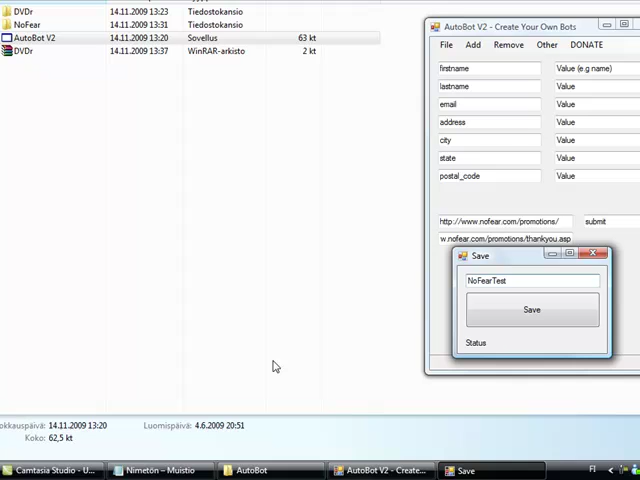 DVDr 14.11.2009 13:23 Tiedostokansio
NoFear 14.11.2009 13:31 Tiedostokansio
AutoBot V2 14.11.2009 13:20 Sovellus 63 kt
DVDr 14.11.2009 13:37 WinRAR-arkisto 2 kt
AutoBot V2 - Create Your Own Bots
File Add Remove Other DONATE
firstname Value (e.g name)
lastname Value
email Value
address Value
city Value
state Value
postal_code Value
http://www.nofear.com/promotions/ submit
w.nofear.com/promotions/thankyou.asp
Save
NoFearTest
Save
Status
okkauspäivä: 14.11.2009 13:20 Luomispäivä: 4.6.2009 20:51
Koko: 62,5 kt
Camtasia Studio - U... Nimetön – Muistio AutoBot AutoBot V2 - Create... Save FI